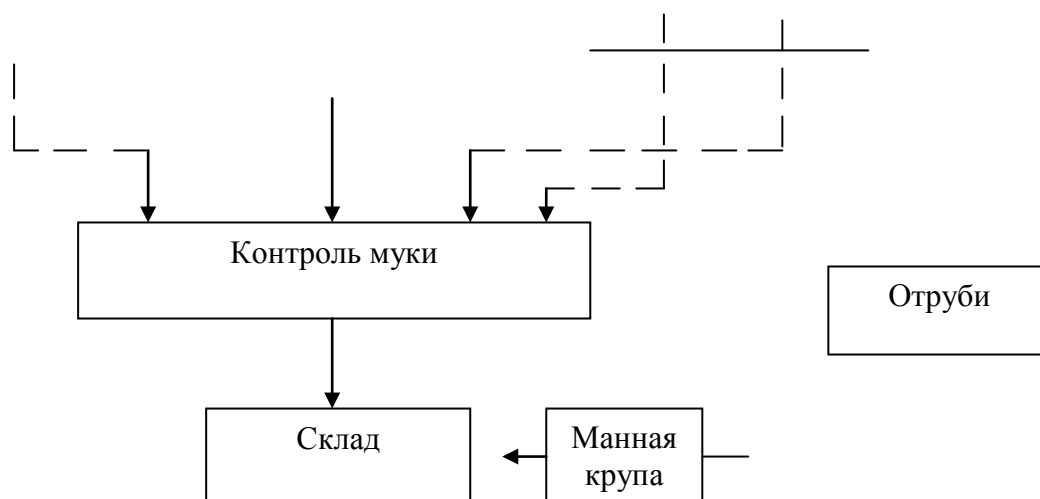 Контроль муки
Отруби
Склад
Манная
крупа